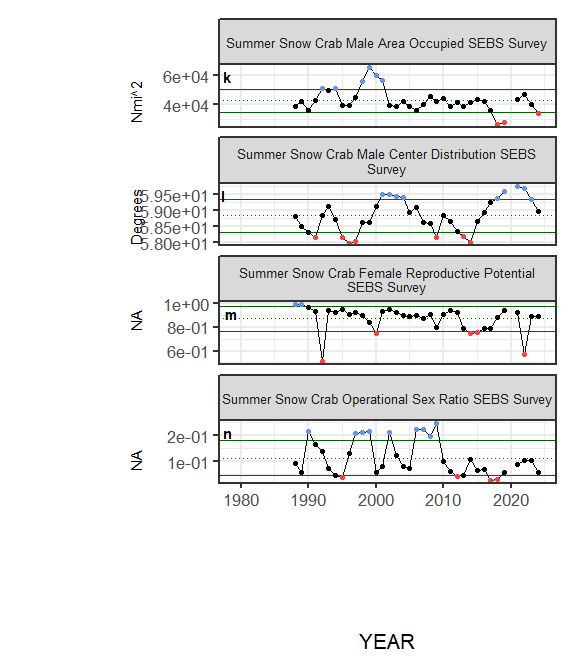 Summer Snow Crab Male Area Occupied SEBS Survey
k
6e+04
4e+04
Nmi^2
Summer Snow Crab Male Center Distribution SEBS
Survey
l
5.95e+01
5.90e+01
5.85e+01
5.80e+01
Degrees
Summer Snow Crab Female Reproductive Potential
SEBS Survey
m
1e+00
8e-01
6e-01
NA
Summer Snow Crab Operational Sex Ratio SEBS Survey
n
2e-01
1e-01
NA
1980 1990 2000 2010 2020
YEAR